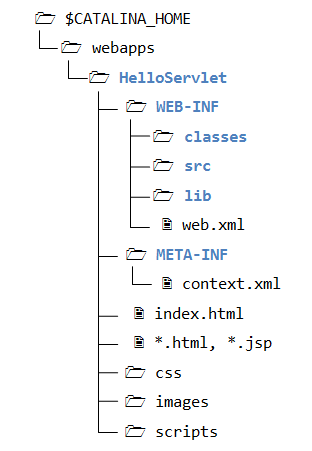 $CATALINA_HOME
webapps
HelloServlet
WEB-INF
classes
src
lib
web.xml
META-INF
context.xml
index.html
*.html, *.jsp
css
images
scripts